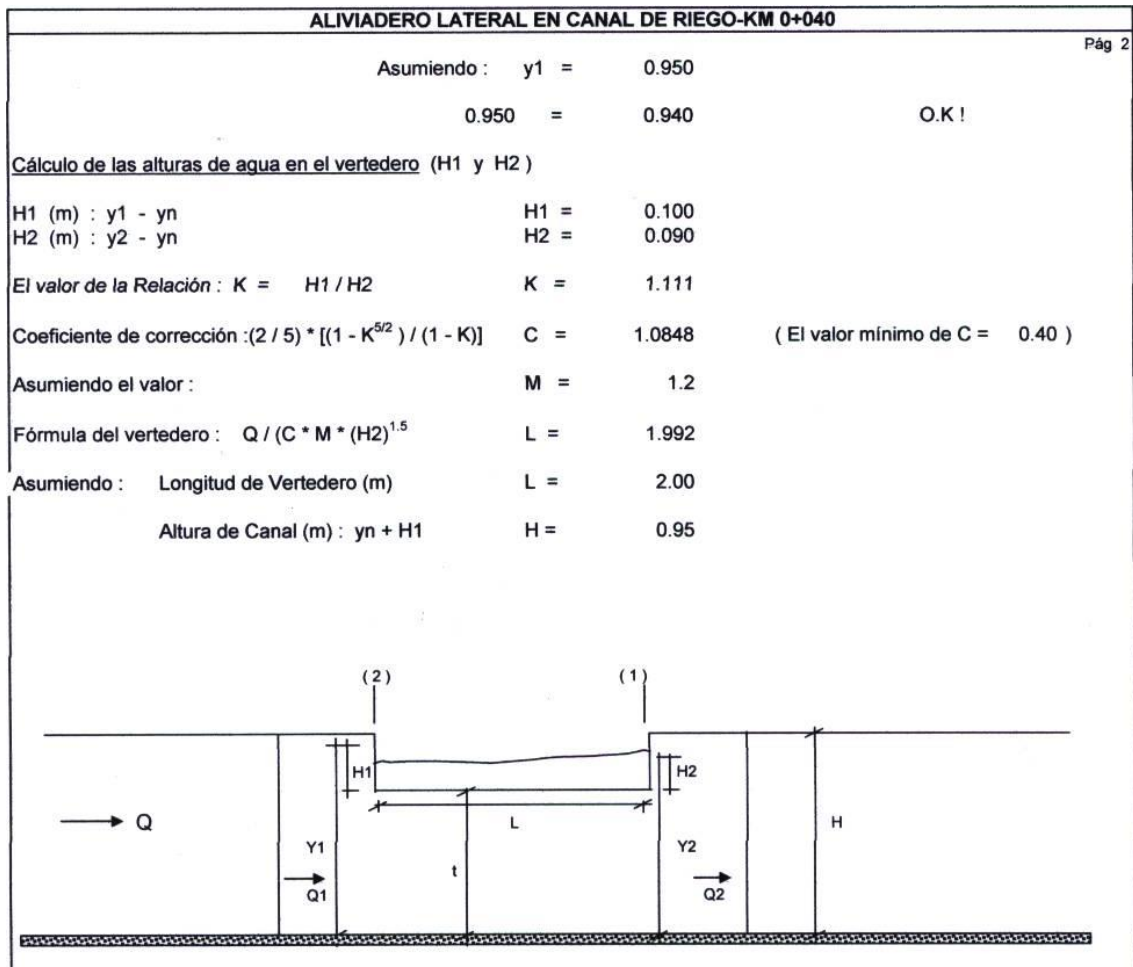 ALIVIADERO LATERAL EN CANAL DE RIEGO-KM 0+040
Pág 2
Asumiendo : y1 = 0.950
0.950 = 0.940 O.K !
Cálculo de las alturas de agua en el vertedero (H1 y H2 )
H1 (m) : y1 - yn H1 = 0.100
H2 (m) : y2 - yn H2 = 0.090
El valor de la Relación : K = H1 / H2 K = 1.111
Coeficiente de corrección :(2 / 5) * [(1 - K^5/2 ) / (1 - K)] C = 1.0848 ( El valor mínimo de C = 0.40 )
Asumiendo el valor : M = 1.2
Fórmula del vertedero : Q / (C * M * (H2)^1.5 L = 1.992
Asumiendo : Longitud de Vertedero (m) L = 2.00
Altura de Canal (m) : yn + H1 H = 0.95
( 2 ) ( 1 )
H1 H2
Q L H
Y1 Y2
t
Q1 Q2